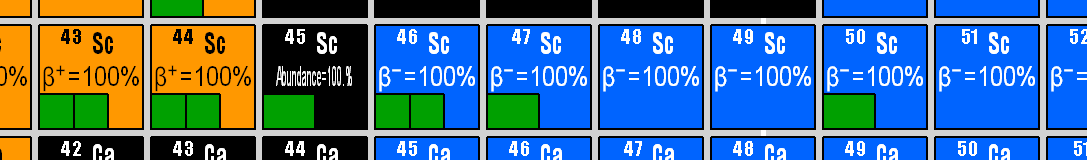 c 43 Sc 44 Sc 45 Sc 46 Sc 47 Sc 48 Sc 49 Sc 50 Sc 51 Sc 52
0% β⁺=100% β⁺=100% Abundance=100.% β⁻=100% β⁻=100% β⁻=100% β⁻=100% β⁻=100% β⁻=100% β⁻=
42 Ca 43 Ca 44 Ca 45 Ca 46 Ca 47 Ca 48 Ca 49 Ca 50 Ca